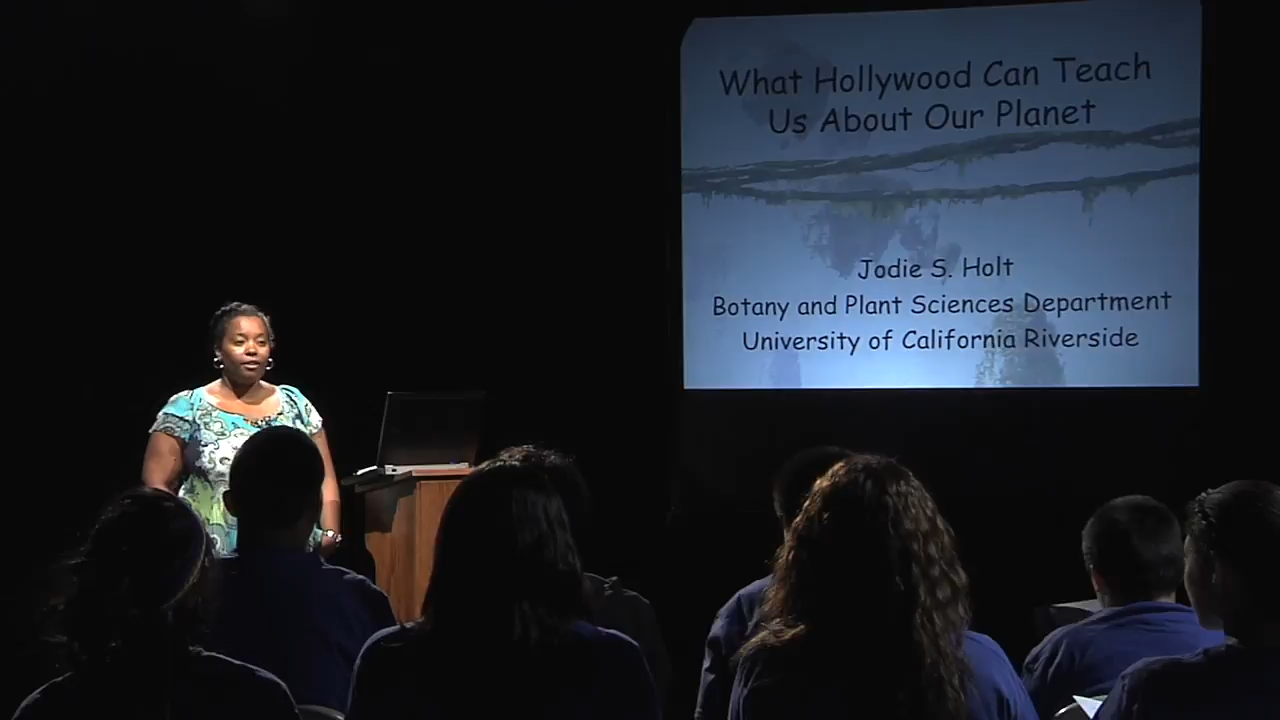 What Hollywood Can Teach
Us About Our Planet
Jodie S. Holt
Botany and Plant Sciences Department
University of California Riverside